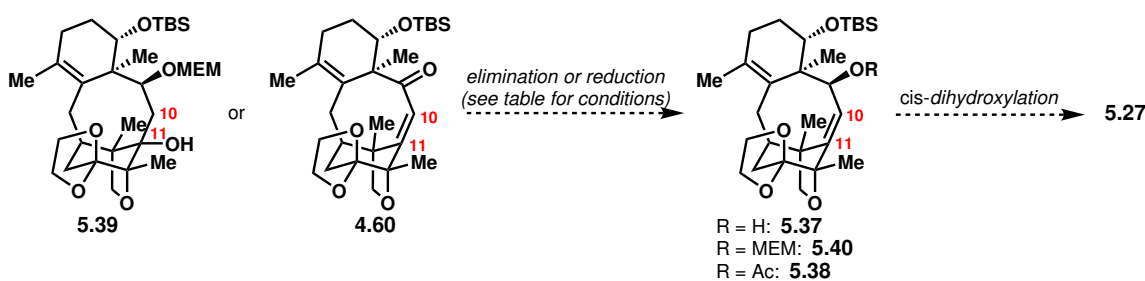 OTBS
Me
OMEM
Me
10
11
Me
OH
Me
O
O
O
5.39
or
OTBS
Me
O
Me
10
11
Me
Me
O
O
O
4.60
elimination or reduction
(see table for conditions)
OTBS
Me
OR
Me
10
11
Me
Me
O
O
O
R = H: 5.37
R = MEM: 5.40
R = Ac: 5.38
cis-dihydroxylation
5.27